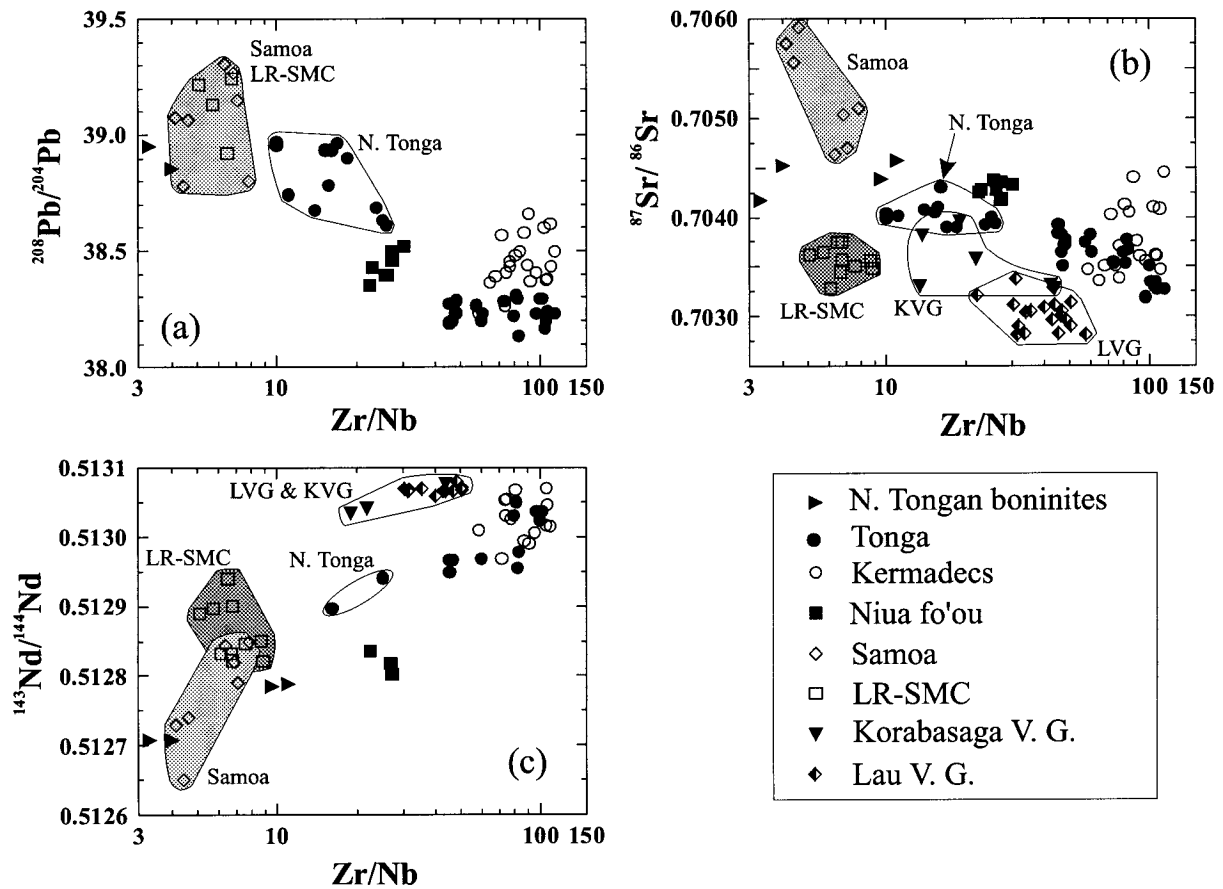 39.5
39.0
38.5
38.0
208Pb/204Pb
Samoa
LR-SMC
N. Tonga
(a)
3
10
100
150
Zr/Nb
0.7060
0.7050
0.7040
0.7030
87Sr/ 86Sr
Samoa
(b)
N. Tonga
LR-SMC
KVG
LVG
3
10
100
150
Zr/Nb
0.5131
0.5130
0.5129
0.5128
0.5127
0.5126
143Nd/144Nd
LVG & KVG
LR-SMC
N. Tonga
Samoa
(c)
3
10
100
150
Zr/Nb
N. Tongan boninites
Tonga
Kermadecs
Niua fo'ou
Samoa
LR-SMC
Korabasaga V. G.
Lau V. G.